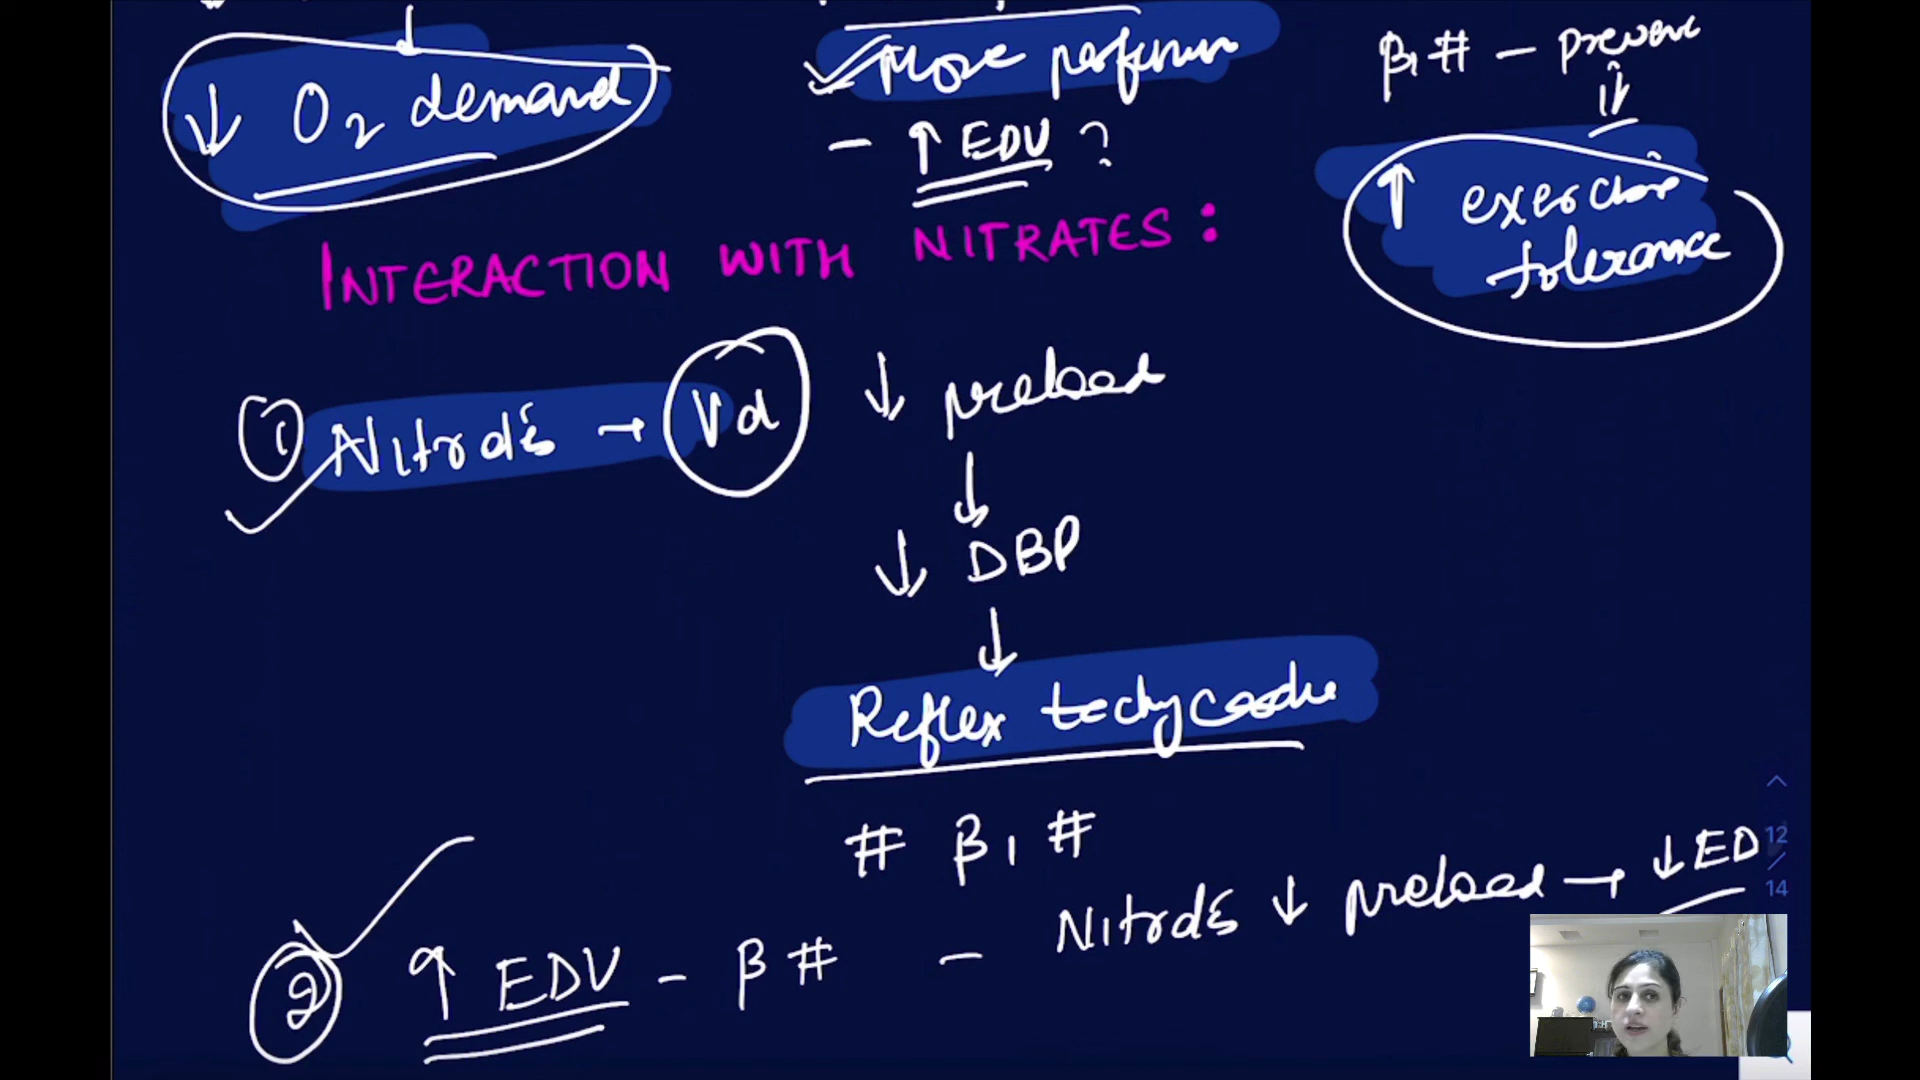 ↓ O2 demand
More perfusion
- ↑ EDV ?
β1 # - prevent
↑ exercise
tolerance
INTERACTION WITH NITRATES:
① Nitrates → Vd ↓ preload
↓
↓ DBP
↓
Reflex tachycardia
# β1 #
② ↑ EDV - β # - Nitrates ↓ preload → ↓ ED
12
/
14